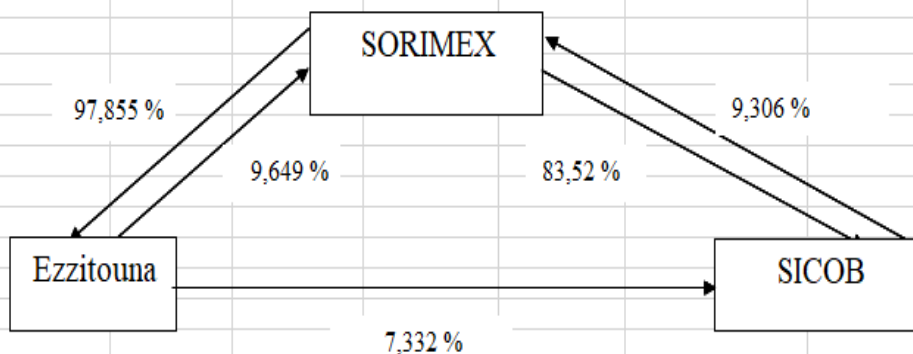 SORIMEX
97,855 %
9,306 %
9,649 %
83,52 %
Ezzitouna
SICOB
7,332 %